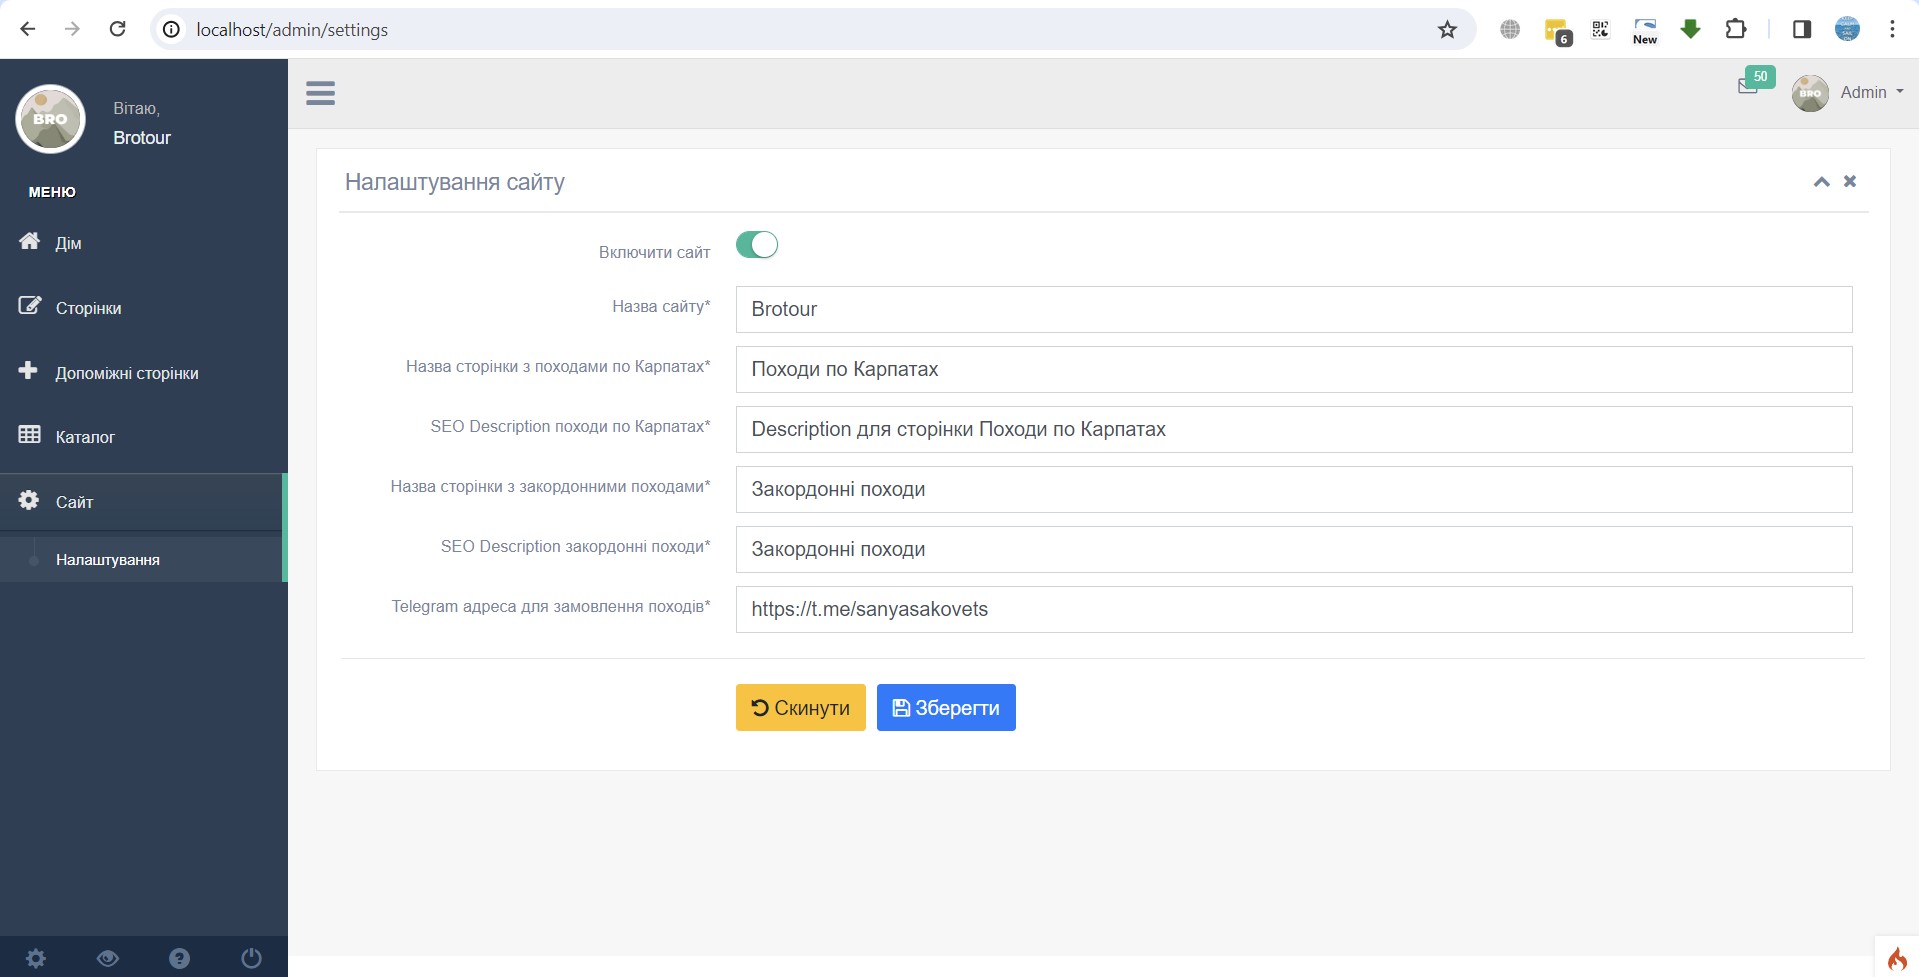 localhost/admin/settings
6
New
BRO
Вітаю,
Brotour
50
BRO
Admin
МЕНЮ
Дім
Сторінки
Допоміжні сторінки
Каталог
Сайт
Налаштування
Налаштування сайту
Включити сайт
Назва сайту*
Brotour
Назва сторінки з походами по Карпатах*
Походи по Карпатах
SEO Description походи по Карпатах*
Description для сторінки Походи по Карпатах
Назва сторінки з закордонними походами*
Закордонні походи
SEO Description закордонні походи*
Закордонні походи
Telegram адреса для замовлення походів*
https://t.me/sanyasakovets
Скинути
Зберегти